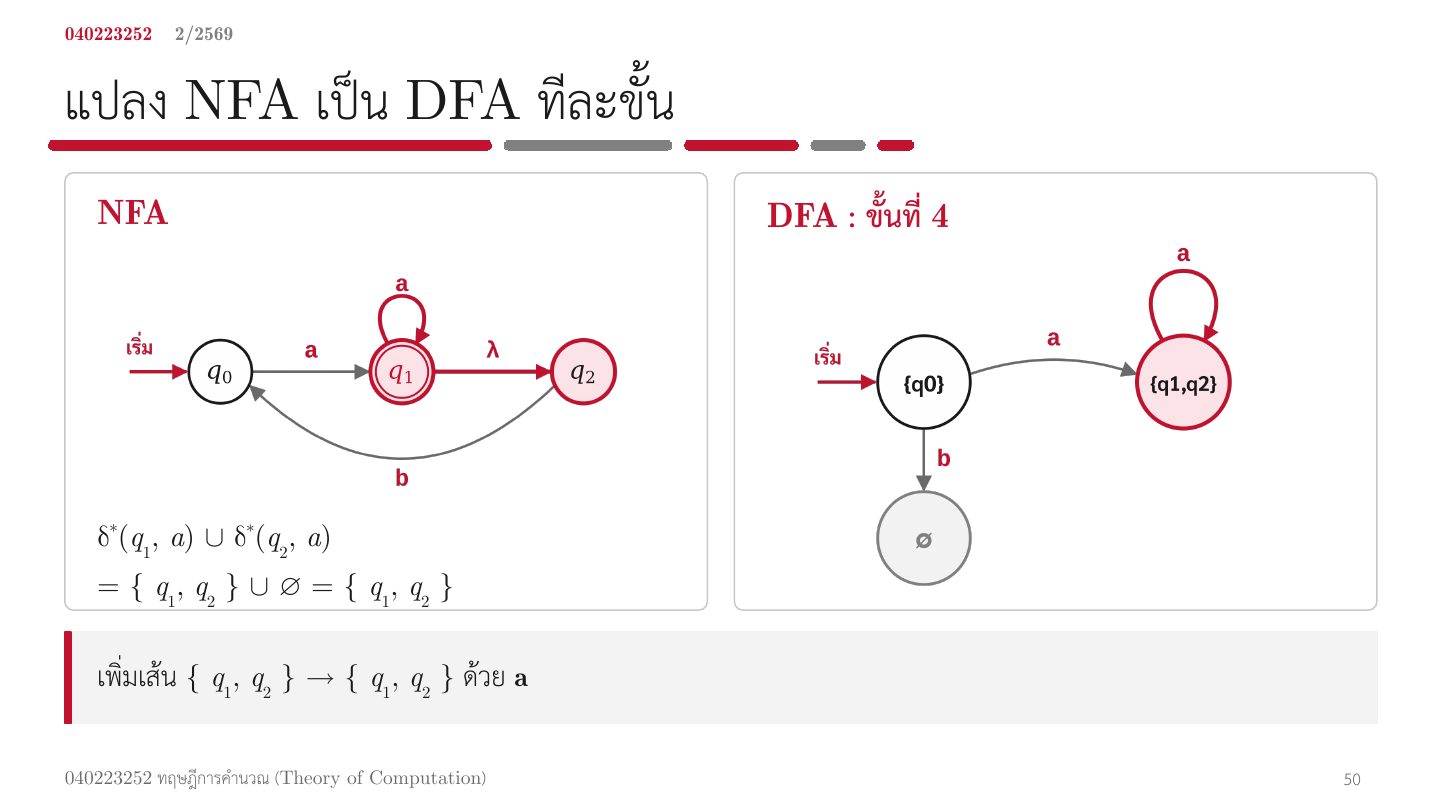 040223252 2/2569
แปลง NFA เป็น DFA ทีละขั้น
NFA
a
เริ่ม
a
λ
q₀
q₁
q₂
b
δ*(q₁, a) ∪ δ*(q₂, a)
= { q₁, q₂ } ∪ ∅ = { q₁, q₂ }
DFA : ขั้นที่ 4
a
a
เริ่ม
{q0}
{q1,q2}
b
∅
เพิ่มเส้น { q₁, q₂ } → { q₁, q₂ } ด้วย a
040223252 ทฤษฎีการคำนวณ (Theory of Computation)
50